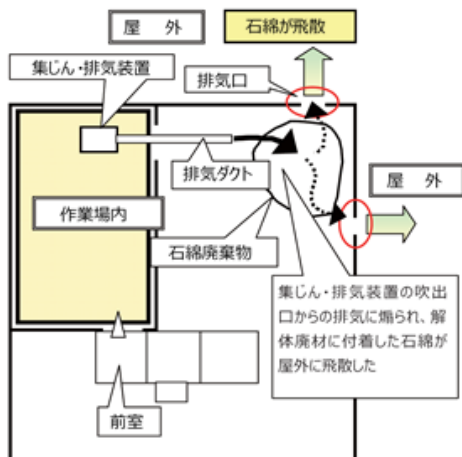 屋　外
石綿が飛散
集じん・排気装置
排気口
排気ダクト
屋　外
作業場内
石綿廃棄物
集じん・排気装置の吹出
口からの排気に煽られ、解
体廃材に付着した石綿が
屋外に飛散した
前室